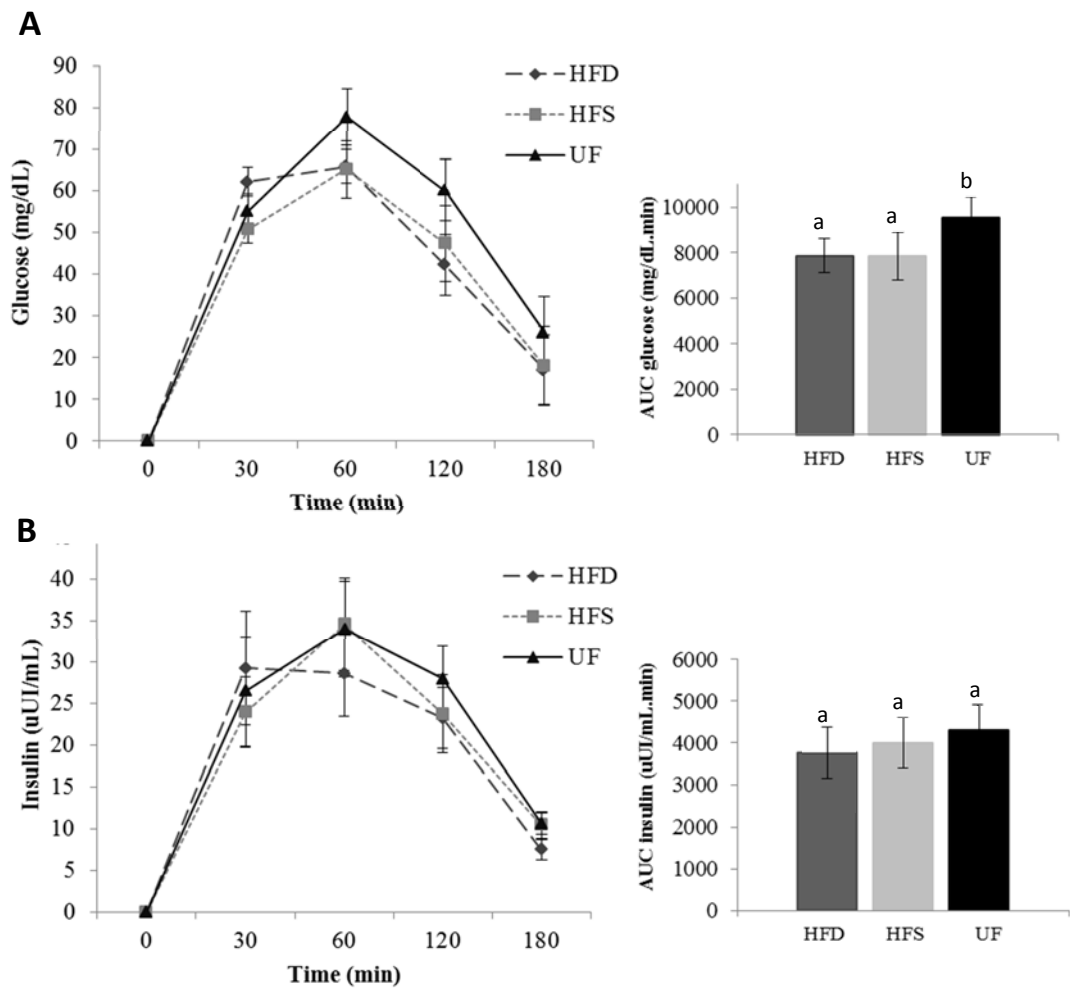 A
90
80
70
60
50
40
30
20
10
0
Glucose (mg/dL)
0 30 60 120 180
Time (min)
HFD
HFS
UF
10000
8000
6000
4000
2000
0
AUC glucose (mg/dL.min)
a a b
HFD HFS UF
B
40
35
30
25
20
15
10
5
0
Insulin (uUI/mL)
0 30 60 120 180
Time (min)
HFD
HFS
UF
6000
5000
4000
3000
2000
1000
0
AUC insulin (uUI/mL.min)
a a a
HFD HFS UF